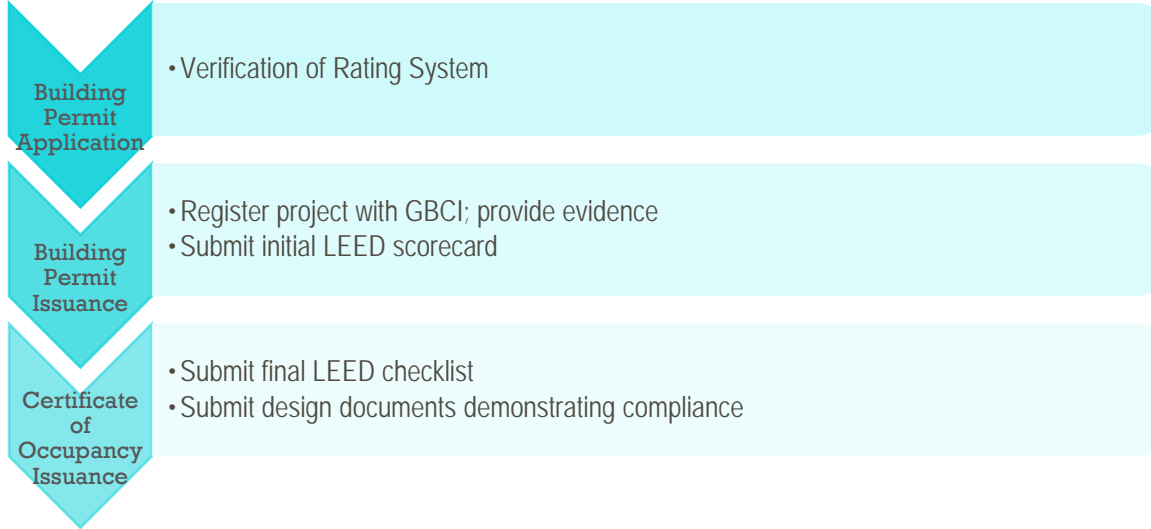 Building
Permit
Application
• Verification of Rating System
Building
Permit
Issuance
• Register project with GBCI; provide evidence
• Submit initial LEED scorecard
Certificate
of
Occupancy
Issuance
• Submit final LEED checklist
• Submit design documents demonstrating compliance